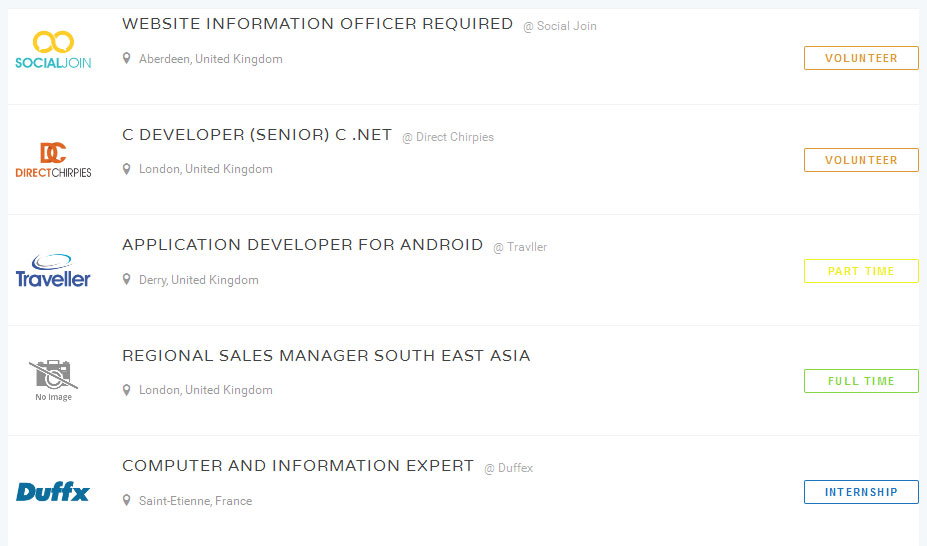 WEBSITE INFORMATION OFFICER REQUIRED @ Social Join
SOCIALJOIN
Aberdeen, United Kingdom
VOLUNTEER
C DEVELOPER (SENIOR) C .NET @ Direct Chirpies
DC
DIRECTCHIRPIES
London, United Kingdom
VOLUNTEER
APPLICATION DEVELOPER FOR ANDROID @ Travller
Traveller
Derry, United Kingdom
PART TIME
REGIONAL SALES MANAGER SOUTH EAST ASIA
No Image
London, United Kingdom
FULL TIME
COMPUTER AND INFORMATION EXPERT @ Duffex
Duffx
Saint-Etienne, France
INTERNSHIP